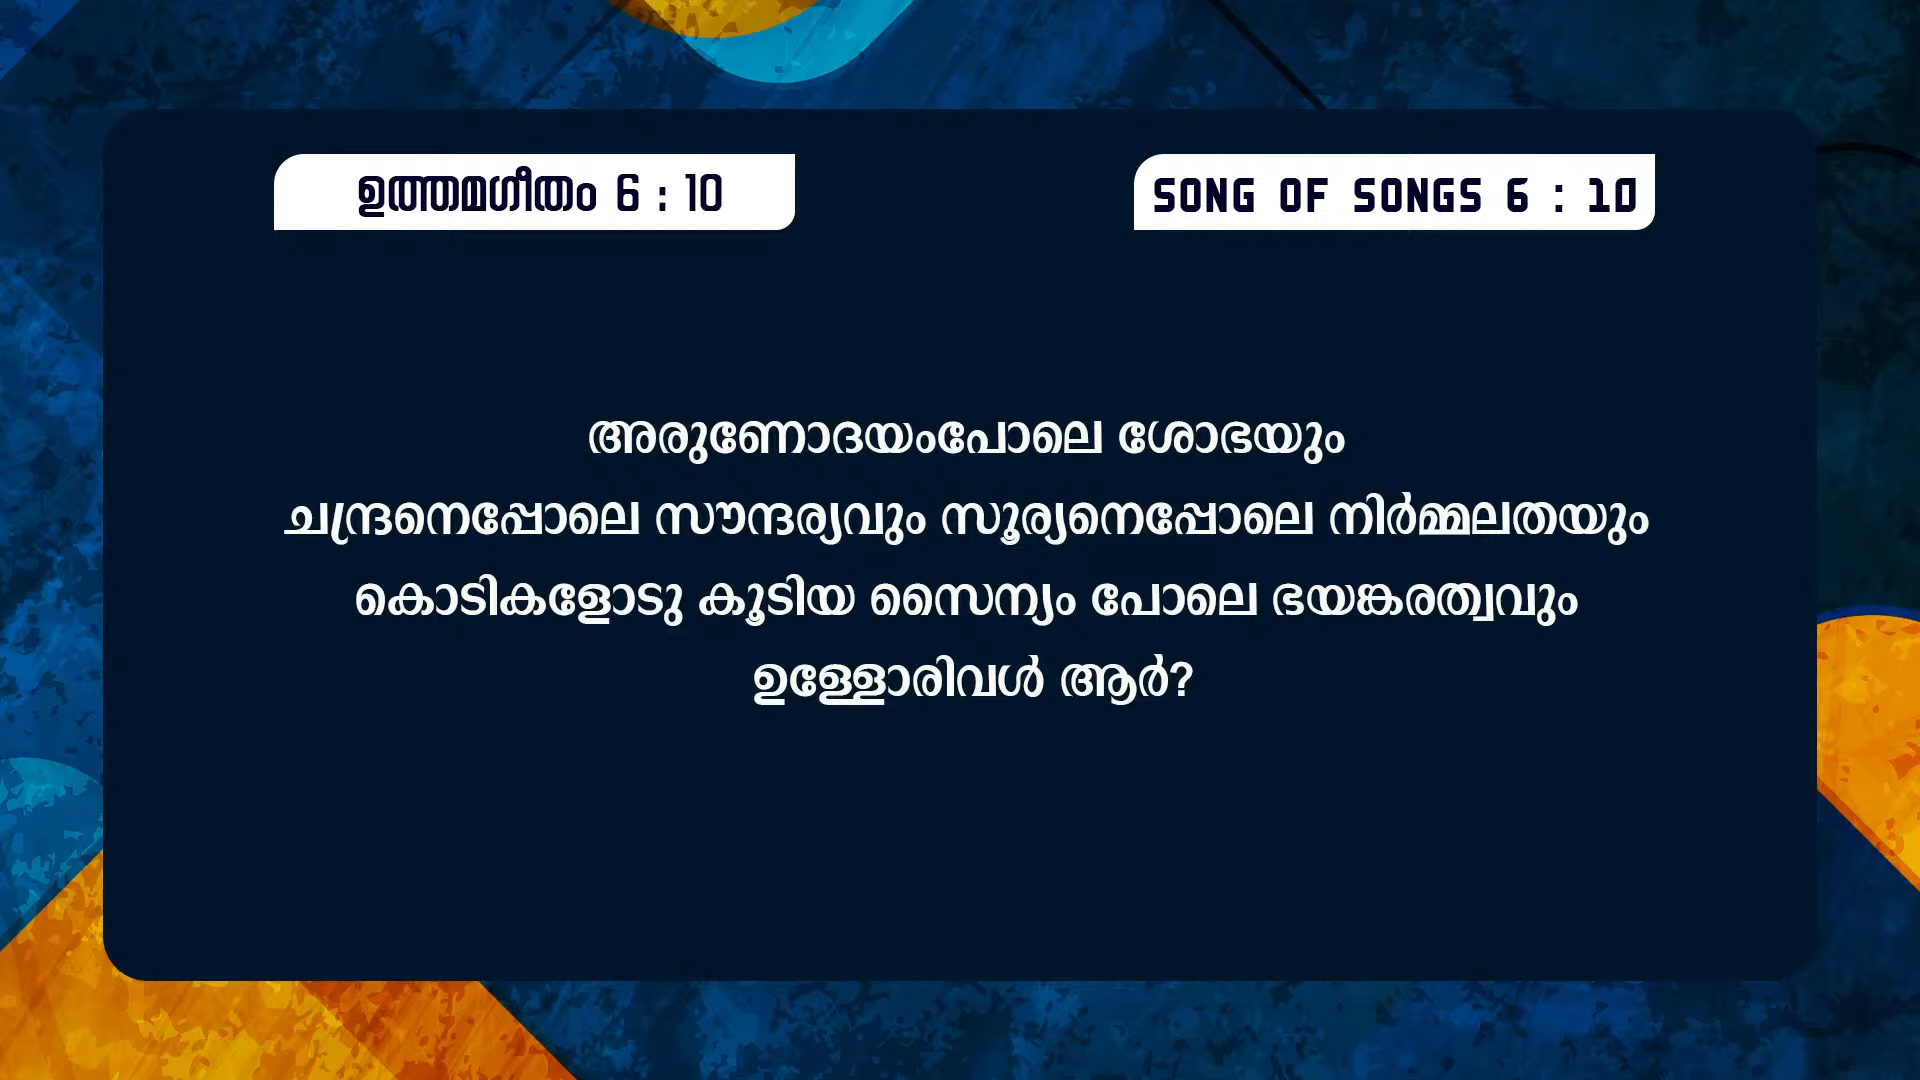 ഉത്തമഗീതം 6 : 10
SONG OF SONGS 6 : 10
അരുണോദയംപോലെ ശോഭയും
ചന്ദ്രനെപ്പോലെ സൗന്ദര്യവും സൂര്യനെപ്പോലെ നിർമ്മലതയും
കൊടികളോടു കൂടിയ സൈന്യം പോലെ ഭയങ്കരത്വവും
ഉള്ളോരിവൾ ആർ?